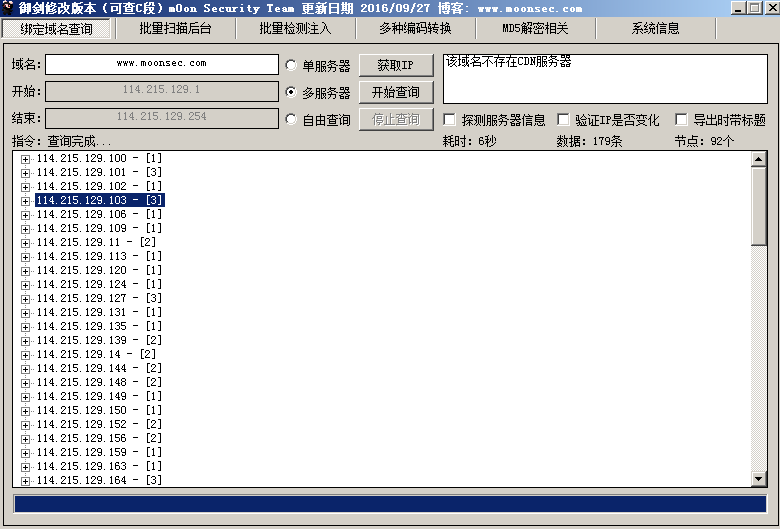 御剑修改版本（可查C段）m0on Security Team 更新日期 2016/09/27 博客: www.moonsec.com
绑定域名查询 批量扫描后台 批量检测注入 多种编码转换 MD5解密相关 系统信息
域名: www.moonsec.com 单服务器 获取IP 该域名不存在CDN服务器
开始: 114.215.129.1 多服务器 开始查询
结束: 114.215.129.254 自由查询 停止查询 探测服务器信息 验证IP是否变化 导出时带标题
指令: 查询完成... 耗时: 6秒 数据: 179条 节点: 92个
114.215.129.100 - [1]
114.215.129.101 - [3]
114.215.129.102 - [1]
114.215.129.103 - [3]
114.215.129.106 - [1]
114.215.129.109 - [1]
114.215.129.11 - [2]
114.215.129.113 - [1]
114.215.129.120 - [1]
114.215.129.124 - [1]
114.215.129.127 - [3]
114.215.129.131 - [1]
114.215.129.135 - [1]
114.215.129.139 - [2]
114.215.129.14 - [2]
114.215.129.144 - [2]
114.215.129.148 - [2]
114.215.129.149 - [1]
114.215.129.150 - [1]
114.215.129.152 - [2]
114.215.129.156 - [2]
114.215.129.159 - [1]
114.215.129.163 - [1]
114.215.129.164 - [3]